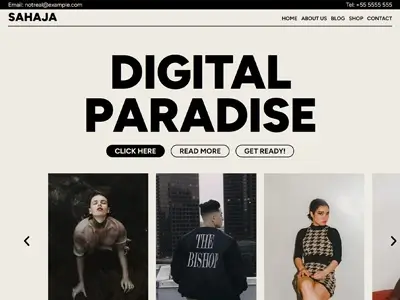 Email: notreal@example.com
Tel: +55 5555 555
SAHAJA
HOME ABOUT US BLOG SHOP CONTACT
DIGITAL
PARADISE
CLICK HERE
READ MORE
GET READY!
THE
BISHOP